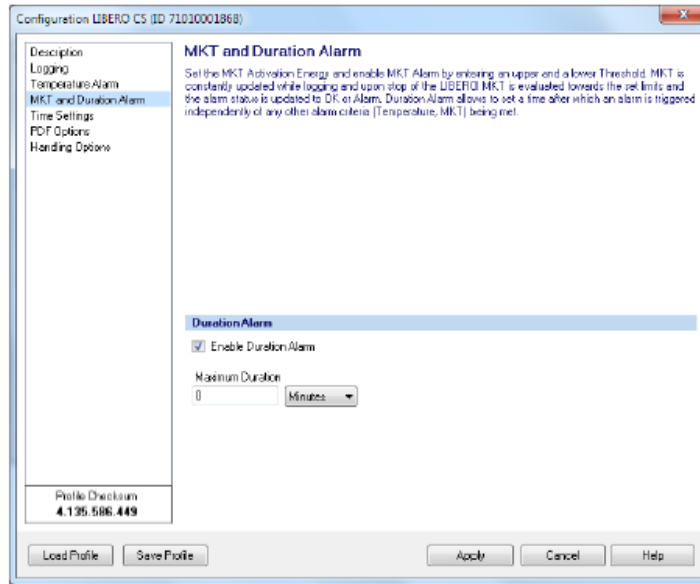 Configuration LIBERO CS (ID 71010001868)
Description
Logging
Temperature Alarm
MKT and Duration Alarm
Time Settings
PDF Options
Handling Options
MKT and Duration Alarm
Set the MKT Activation Energy and enable MKT Alarm by entering an upper and a lower Threshold. MKT is
constantly updated while logging and upon stop of the LIBERO! MKT is evaluated towards the set limits and
the alarm status is updated to OK or Alarm. Duration Alarm allows to set a time after which an alarm is triggered
independently of any other alarm criteria (Temperature, MKT) being met.
Duration Alarm
Enable Duration Alarm
Maximum Duration
0
Minutes
Profile Checksum
4.135.586.449
Load Profile
Save Profile
Apply
Cancel
Help